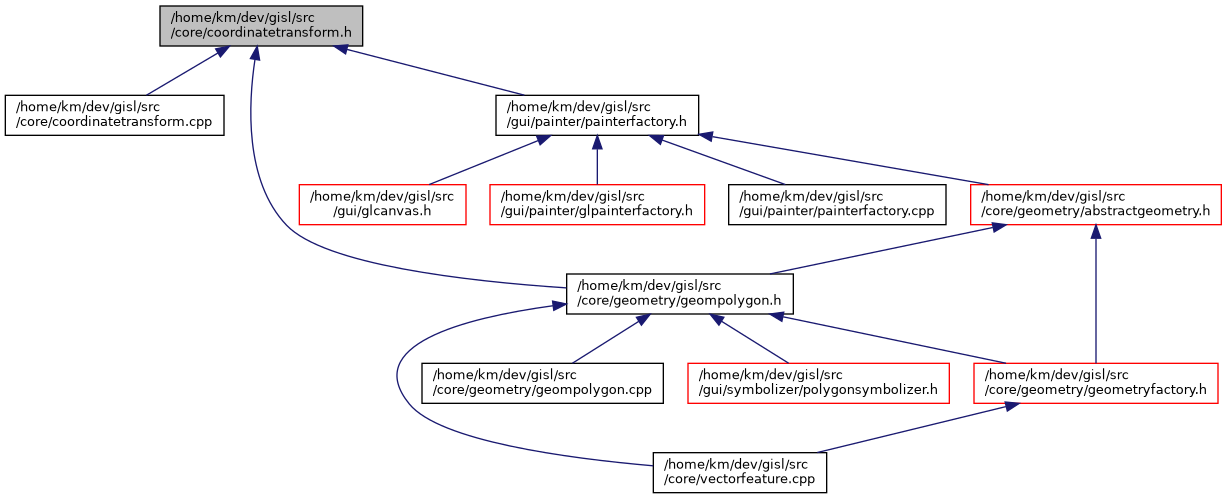 /home/km/dev/gisl/src
/core/coordinatetransform.h
/home/km/dev/gisl/src
/core/coordinatetransform.cpp
/home/km/dev/gisl/src
/gui/painter/painterfactory.h
/home/km/dev/gisl/src
/gui/glcanvas.h
/home/km/dev/gisl/src
/gui/painter/glpainterfactory.h
/home/km/dev/gisl/src
/gui/painter/painterfactory.cpp
/home/km/dev/gisl/src
/core/geometry/abstractgeometry.h
/home/km/dev/gisl/src
/core/geometry/geompolygon.h
/home/km/dev/gisl/src
/core/geometry/geompolygon.cpp
/home/km/dev/gisl/src
/gui/symbolizer/polygonsymbolizer.h
/home/km/dev/gisl/src
/core/geometry/geometryfactory.h
/home/km/dev/gisl/src
/core/vectorfeature.cpp